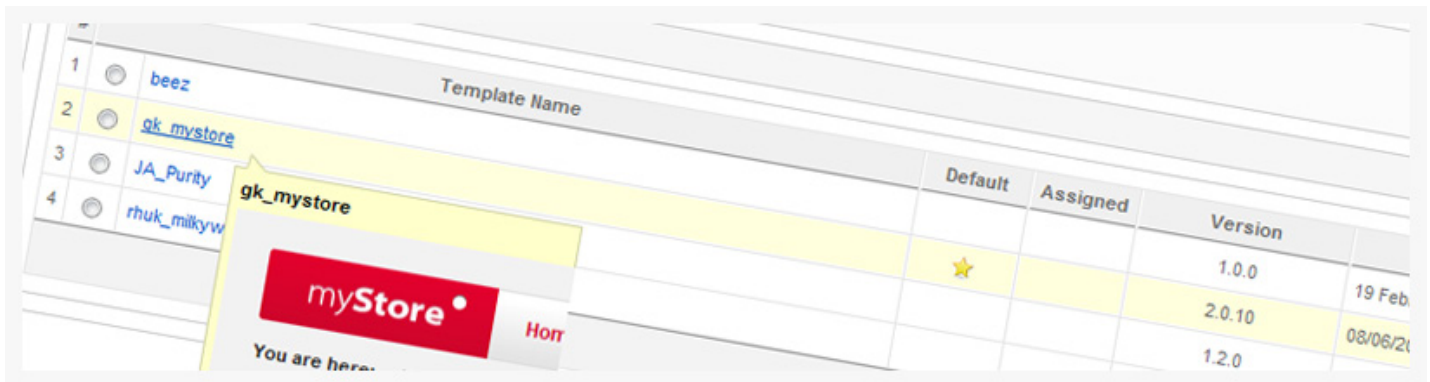 Template Name Default Assigned Version
1 beez 1.0.0 19 Feb
2 gk_mystore 2.0.10 08/06/20
3 JA_Purity 1.2.0
4 rhuk_milkyw
gk_mystore
myStore Hom
You are here: